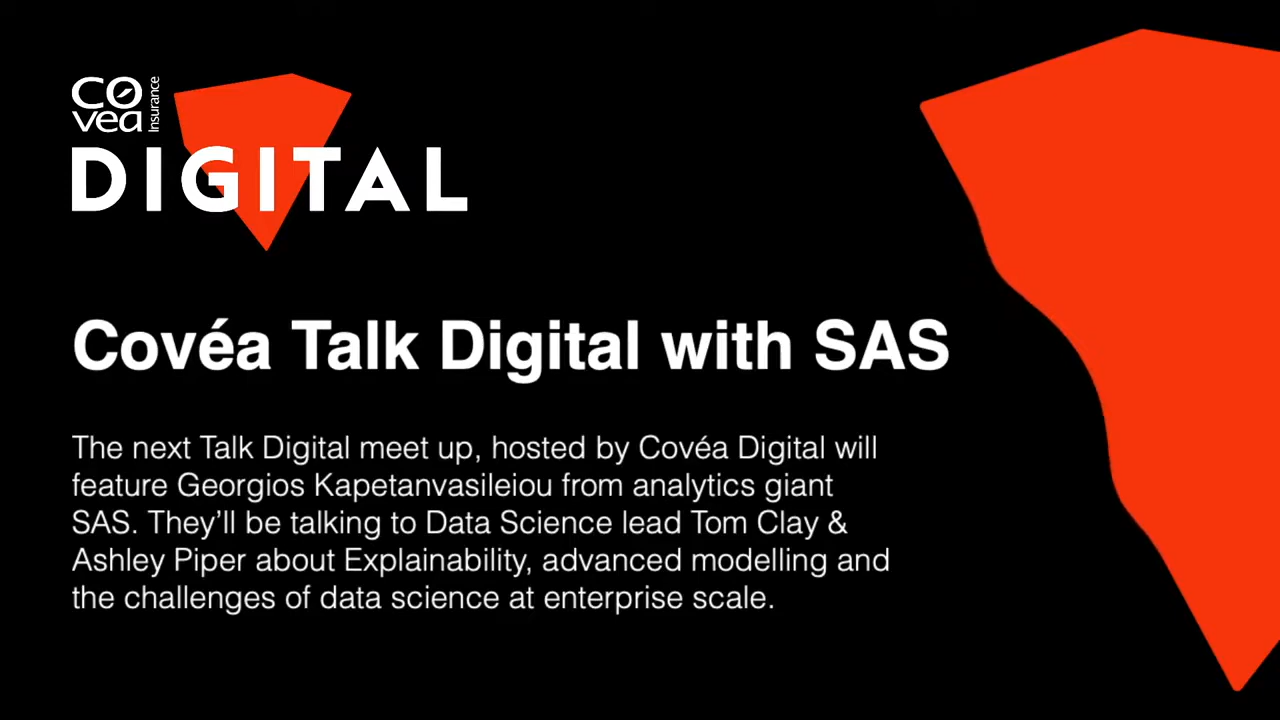 COvéa Insurance
DIGITAL
Covéa Talk Digital with SAS
The next Talk Digital meet up, hosted by Covéa Digital will
feature Georgios Kapetanvasileiou from analytics giant
SAS. They’ll be talking to Data Science lead Tom Clay &
Ashley Piper about Explainability, advanced modelling and
the challenges of data science at enterprise scale.